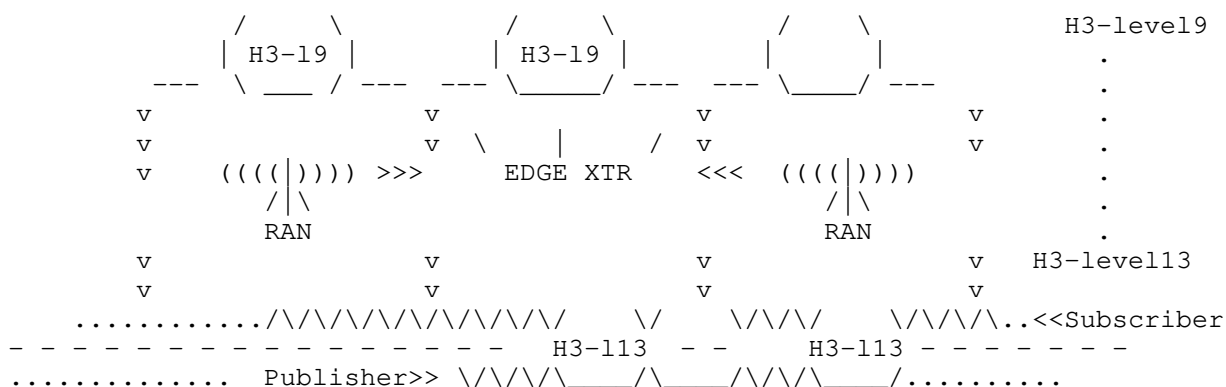 H3-level9
H3-l9 H3-l9
EDGE XTR
RAN RAN
H3-level13
<<Subscriber
H3-l13 H3-l13
Publisher>>